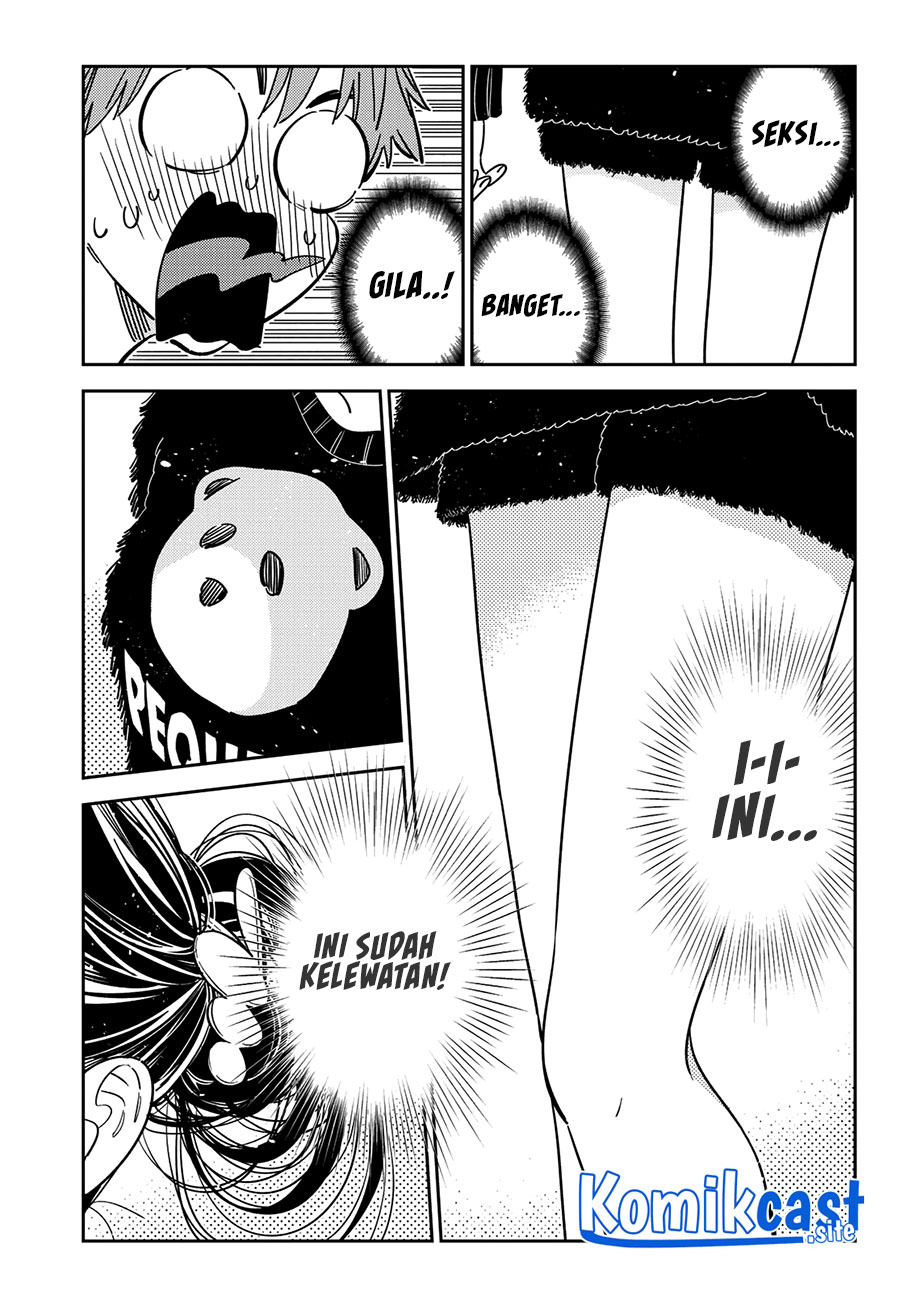 SEKSI...
BANGET...
GILA..!
I-I-
INI...
INI SUDAH
KELEWATAN!
Komikcast
.site